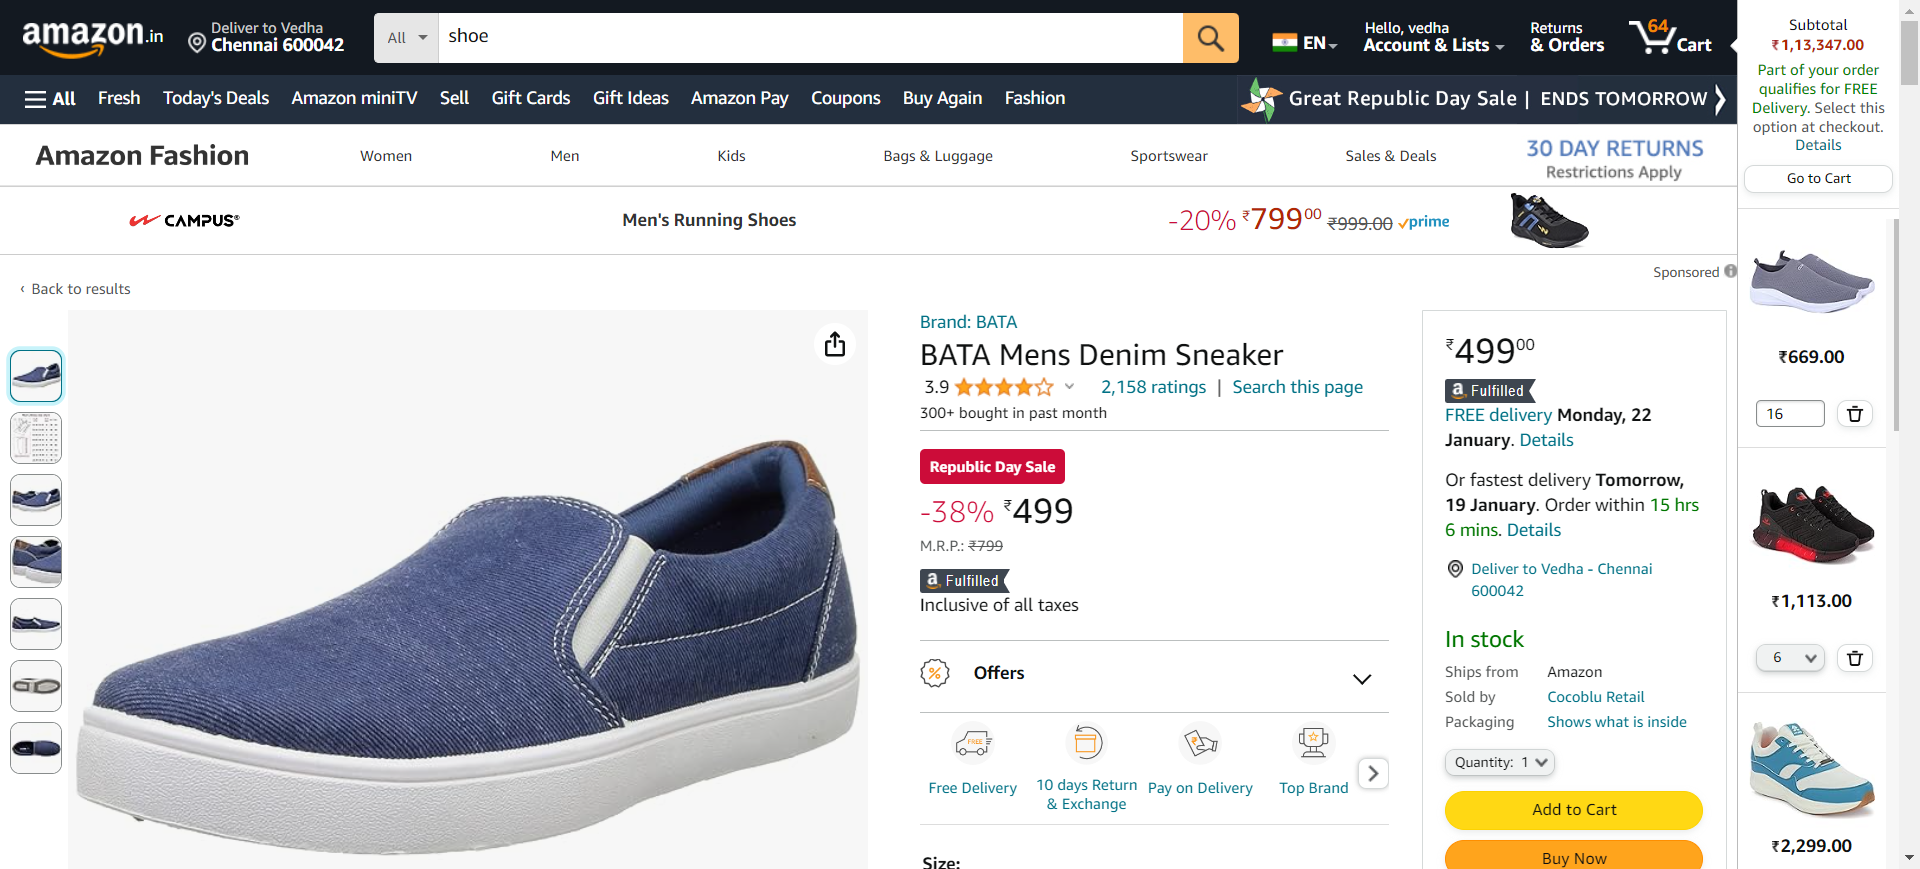 amazon.in
Deliver to Vedha
Chennai 600042
All
shoe
EN
Hello, vedha
Account & Lists
Returns
& Orders
64
Cart
All
Fresh
Today's Deals
Amazon miniTV
Sell
Gift Cards
Gift Ideas
Amazon Pay
Coupons
Buy Again
Fashion
Great Republic Day Sale | ENDS TOMORROW
Amazon Fashion
Women
Men
Kids
Bags & Luggage
Sportswear
Sales & Deals
30 DAY RETURNS
Restrictions Apply
CAMPUS®
Men's Running Shoes
-20% ₹79900 ₹999.00 prime
Sponsored
‹ Back to results
Brand: BATA
BATA Mens Denim Sneaker
3.9
2,158 ratings | Search this page
300+ bought in past month
Republic Day Sale
-38% ₹499
M.R.P.: ₹799
a Fulfilled
Inclusive of all taxes
% Offers
FREE
Free Delivery
10 days Return
& Exchange
₹
Pay on Delivery
Top Brand
Size:
₹49900
a Fulfilled
FREE delivery Monday, 22
January. Details
Or fastest delivery Tomorrow,
19 January. Order within 15 hrs
6 mins. Details
Deliver to Vedha - Chennai
600042
In stock
Ships from Amazon
Sold by Cocoblu Retail
Packaging Shows what is inside
Quantity: 1
Add to Cart
Buy Now
Subtotal
₹1,13,347.00
Part of your order
qualifies for FREE
Delivery. Select this
option at checkout.
Details
Go to Cart
₹669.00
16
₹1,113.00
6
₹2,299.00